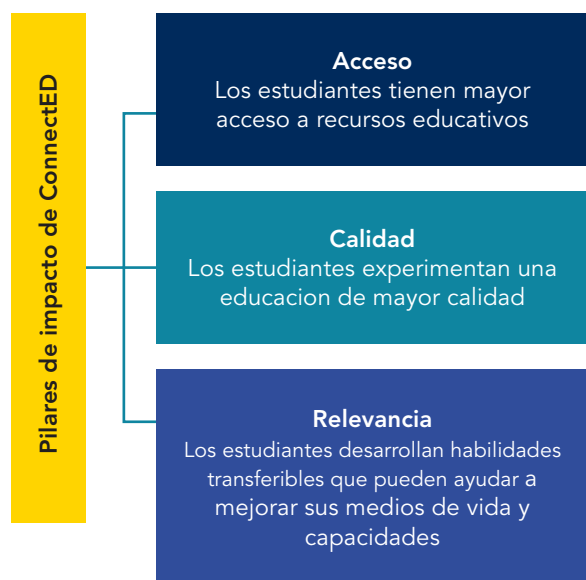 Pilares de impacto de ConnectED
Acceso
Los estudiantes tienen mayor
acceso a recursos educativos
Calidad
Los estudiantes experimentan una
educacion de mayor calidad
Relevancia
Los estudiantes desarrollan habilidades
transferibles que pueden ayudar a
mejorar sus medios de vida y
capacidades